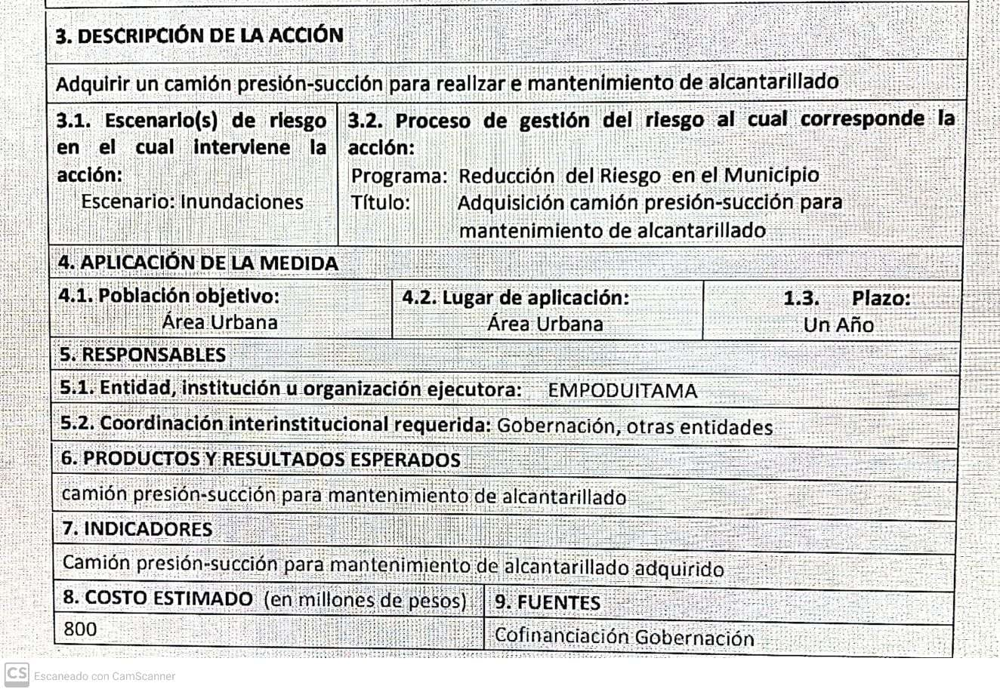 3. DESCRIPCIÓN DE LA ACCIÓN
Adquirir un camión presión-succión para realizar e mantenimiento de alcantarillado
3.1. Escenario(s) de riesgo
en el cual interviene la
acción:
Escenario: Inundaciones
3.2. Proceso de gestión del riesgo al cual corresponde la
acción:
Programa: Reducción del Riesgo en el Municipio
Título: Adquisición camión presión-succión para
mantenimiento de alcantarillado
4. APLICACIÓN DE LA MEDIDA
4.1. Población objetivo:
Área Urbana
4.2. Lugar de aplicación:
Área Urbana
1.3. Plazo:
Un Año
5. RESPONSABLES
5.1. Entidad, institución u organización ejecutora: EMPODUITAMA
5.2. Coordinación interinstitucional requerida: Gobernación, otras entidades
6. PRODUCTOS Y RESULTADOS ESPERADOS
camión presión-succión para mantenimiento de alcantarillado
7. INDICADORES
Camión presión-succión para mantenimiento de alcantarillado adquirido
8. COSTO ESTIMADO (en millones de pesos)
800
9. FUENTES
Cofinanciación Gobernación
CS Escaneado con CamScanner